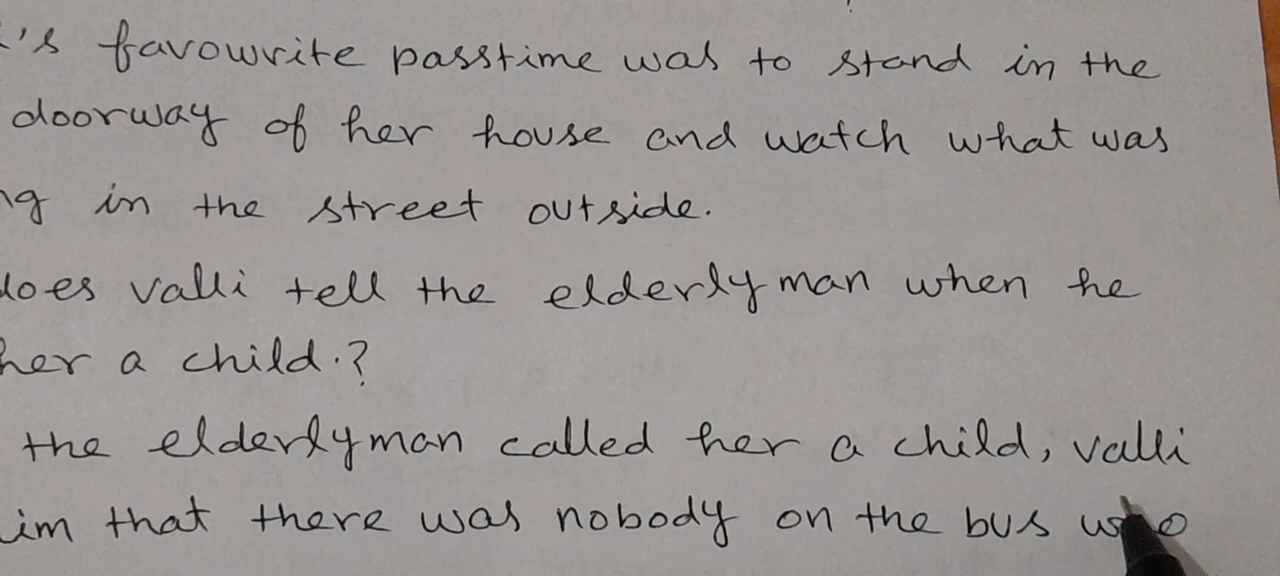 's favowrite passtime was to stand in the
doorway of her house and watch what was
in the street outside.
does valli tell the elderlyman when he
her a child.?
the elderlyman called her a child, valli
that there was nobody on the bus